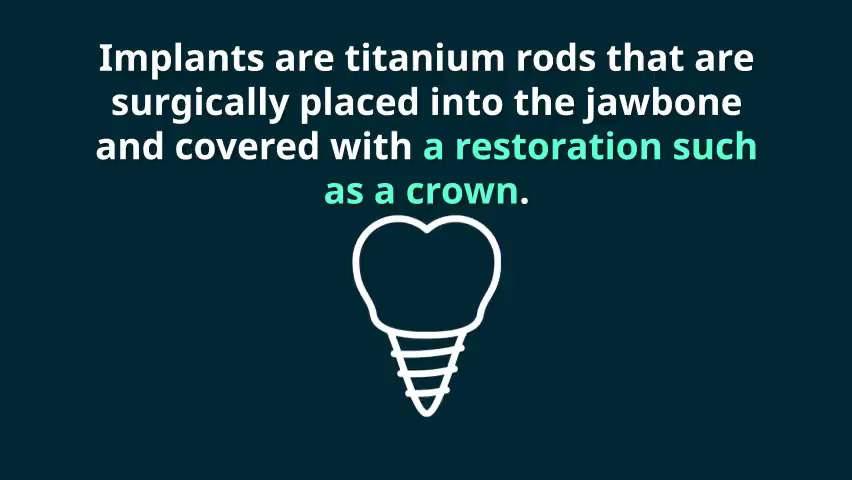 Implants are titanium rods that are
surgically placed into the jawbone
and covered with a restoration such
as a crown.